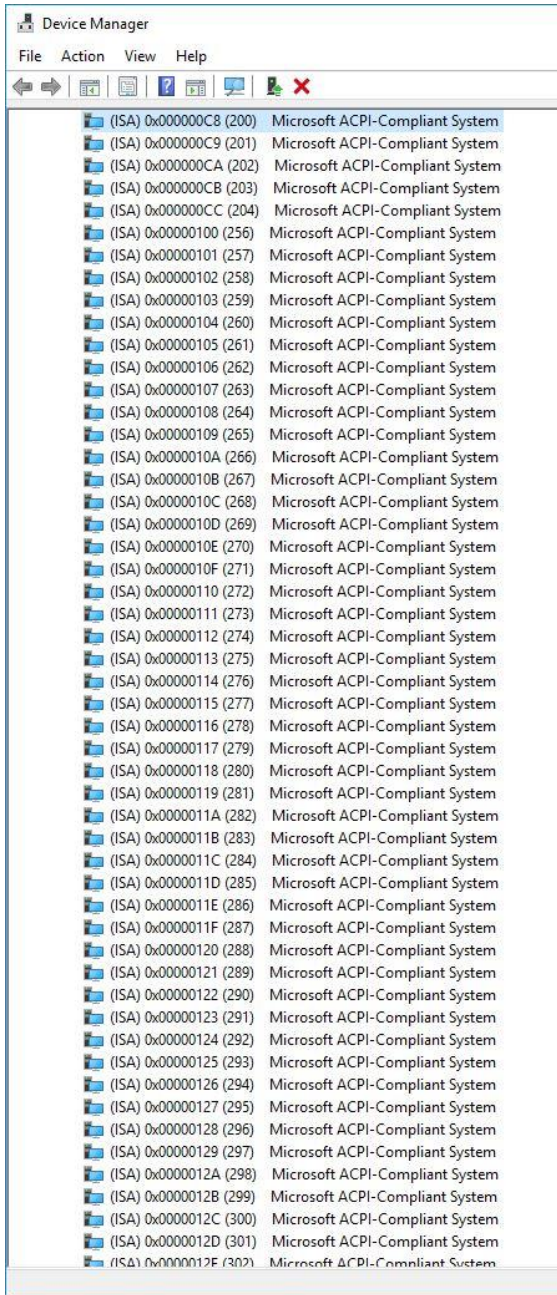 Device Manager
File Action View Help
(ISA) 0x000000C8 (200) Microsoft ACPI-Compliant System
(ISA) 0x000000C9 (201) Microsoft ACPI-Compliant System
(ISA) 0x000000CA (202) Microsoft ACPI-Compliant System
(ISA) 0x000000CB (203) Microsoft ACPI-Compliant System
(ISA) 0x000000CC (204) Microsoft ACPI-Compliant System
(ISA) 0x00000100 (256) Microsoft ACPI-Compliant System
(ISA) 0x00000101 (257) Microsoft ACPI-Compliant System
(ISA) 0x00000102 (258) Microsoft ACPI-Compliant System
(ISA) 0x00000103 (259) Microsoft ACPI-Compliant System
(ISA) 0x00000104 (260) Microsoft ACPI-Compliant System
(ISA) 0x00000105 (261) Microsoft ACPI-Compliant System
(ISA) 0x00000106 (262) Microsoft ACPI-Compliant System
(ISA) 0x00000107 (263) Microsoft ACPI-Compliant System
(ISA) 0x00000108 (264) Microsoft ACPI-Compliant System
(ISA) 0x00000109 (265) Microsoft ACPI-Compliant System
(ISA) 0x0000010A (266) Microsoft ACPI-Compliant System
(ISA) 0x0000010B (267) Microsoft ACPI-Compliant System
(ISA) 0x0000010C (268) Microsoft ACPI-Compliant System
(ISA) 0x0000010D (269) Microsoft ACPI-Compliant System
(ISA) 0x0000010E (270) Microsoft ACPI-Compliant System
(ISA) 0x0000010F (271) Microsoft ACPI-Compliant System
(ISA) 0x00000110 (272) Microsoft ACPI-Compliant System
(ISA) 0x00000111 (273) Microsoft ACPI-Compliant System
(ISA) 0x00000112 (274) Microsoft ACPI-Compliant System
(ISA) 0x00000113 (275) Microsoft ACPI-Compliant System
(ISA) 0x00000114 (276) Microsoft ACPI-Compliant System
(ISA) 0x00000115 (277) Microsoft ACPI-Compliant System
(ISA) 0x00000116 (278) Microsoft ACPI-Compliant System
(ISA) 0x00000117 (279) Microsoft ACPI-Compliant System
(ISA) 0x00000118 (280) Microsoft ACPI-Compliant System
(ISA) 0x00000119 (281) Microsoft ACPI-Compliant System
(ISA) 0x0000011A (282) Microsoft ACPI-Compliant System
(ISA) 0x0000011B (283) Microsoft ACPI-Compliant System
(ISA) 0x0000011C (284) Microsoft ACPI-Compliant System
(ISA) 0x0000011D (285) Microsoft ACPI-Compliant System
(ISA) 0x0000011E (286) Microsoft ACPI-Compliant System
(ISA) 0x0000011F (287) Microsoft ACPI-Compliant System
(ISA) 0x00000120 (288) Microsoft ACPI-Compliant System
(ISA) 0x00000121 (289) Microsoft ACPI-Compliant System
(ISA) 0x00000122 (290) Microsoft ACPI-Compliant System
(ISA) 0x00000123 (291) Microsoft ACPI-Compliant System
(ISA) 0x00000124 (292) Microsoft ACPI-Compliant System
(ISA) 0x00000125 (293) Microsoft ACPI-Compliant System
(ISA) 0x00000126 (294) Microsoft ACPI-Compliant System
(ISA) 0x00000127 (295) Microsoft ACPI-Compliant System
(ISA) 0x00000128 (296) Microsoft ACPI-Compliant System
(ISA) 0x00000129 (297) Microsoft ACPI-Compliant System
(ISA) 0x0000012A (298) Microsoft ACPI-Compliant System
(ISA) 0x0000012B (299) Microsoft ACPI-Compliant System
(ISA) 0x0000012C (300) Microsoft ACPI-Compliant System
(ISA) 0x0000012D (301) Microsoft ACPI-Compliant System
(ISA) 0x0000012E (302) Microsoft ACPI-Compliant System